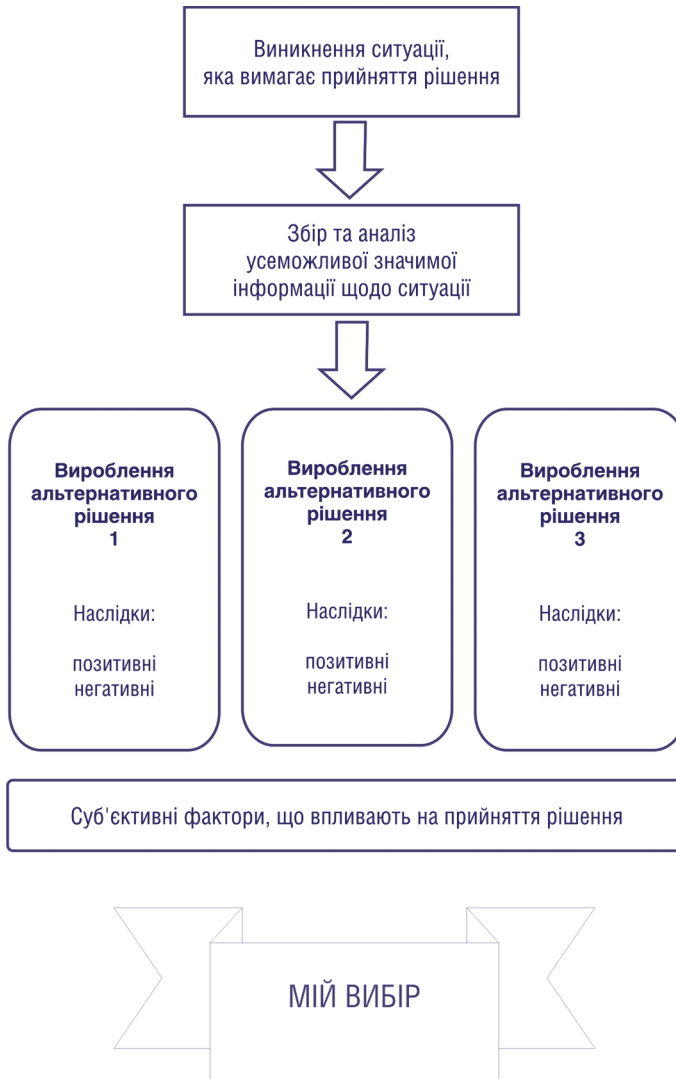 Виникнення ситуації,
яка вимагає прийняття рішення
Збір та аналіз
усеможливої значимої
інформації щодо ситуації
Вироблення
альтернативного
рішення
1
Наслідки:
позитивні
негативні
Вироблення
альтернативного
рішення
2
Наслідки:
позитивні
негативні
Вироблення
альтернативного
рішення
3
Наслідки:
позитивні
негативні
Суб'єктивні фактори, що впливають на прийняття рішення
МІЙ ВИБІР